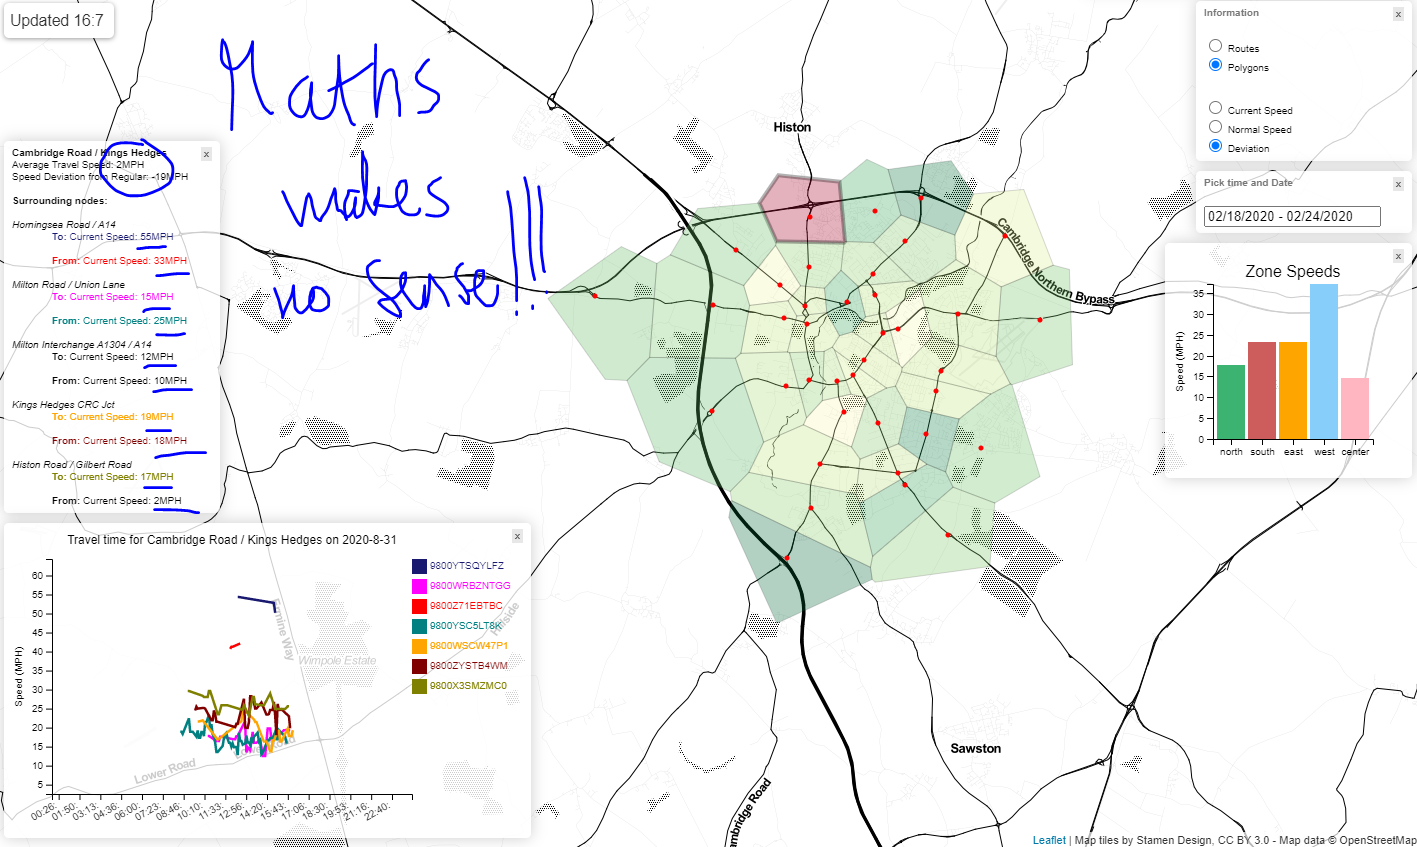 Updated 16:7
Maths
makes
no sense!!!
Cambridge Road / Kings Hedges
x
Average Travel Speed: 2MPH
Speed Deviation from Regular: -19MPH
Surrounding nodes:
Horningsea Road / A14
To: Current Speed: 55MPH
From: Current Speed: 33MPH
Milton Road / Union Lane
To: Current Speed: 15MPH
From: Current Speed: 25MPH
Milton Interchange A1304 / A14
To: Current Speed: 12MPH
From: Current Speed: 10MPH
Kings Hedges CRC Jct
To: Current Speed: 19MPH
From: Current Speed: 18MPH
Histon Road / Gilbert Road
To: Current Speed: 17MPH
From: Current Speed: 2MPH
Travel time for Cambridge Road / Kings Hedges on 2020-8-31
x
Speed (MPH)
60
55
50
45
40
35
30
25
20
15
10
5
00:26:
01:50:
03:13:
04:36:
06:00:
07:23:
08:46:
10:10:
11:33:
12:56:
14:20:
15:43:
17:06:
18:30:
19:53:
21:16:
22:40:
9800YTSQYLFZ
9800WRBZNTGG
9800Z71EBTBC
9800YSC5LT8K
9800WSCW47P1
9800ZYSTB4WM
9800X3SMZMC0
Ermine Way
Wimpole Estate
Hillside
Lower Road
Lower Road
Histon
Cambridge Northern Bypass
Sawston
ambridge Road
Information
x
Routes
Polygons
Current Speed
Normal Speed
Deviation
Pick time and Date
x
02/18/2020 - 02/24/2020
x
Zone Speeds
Speed (MPH)
35
30
25
20
15
10
5
0
north south east west center
Leaflet | Map tiles by Stamen Design, CC BY 3.0 - Map data © OpenStreetMap